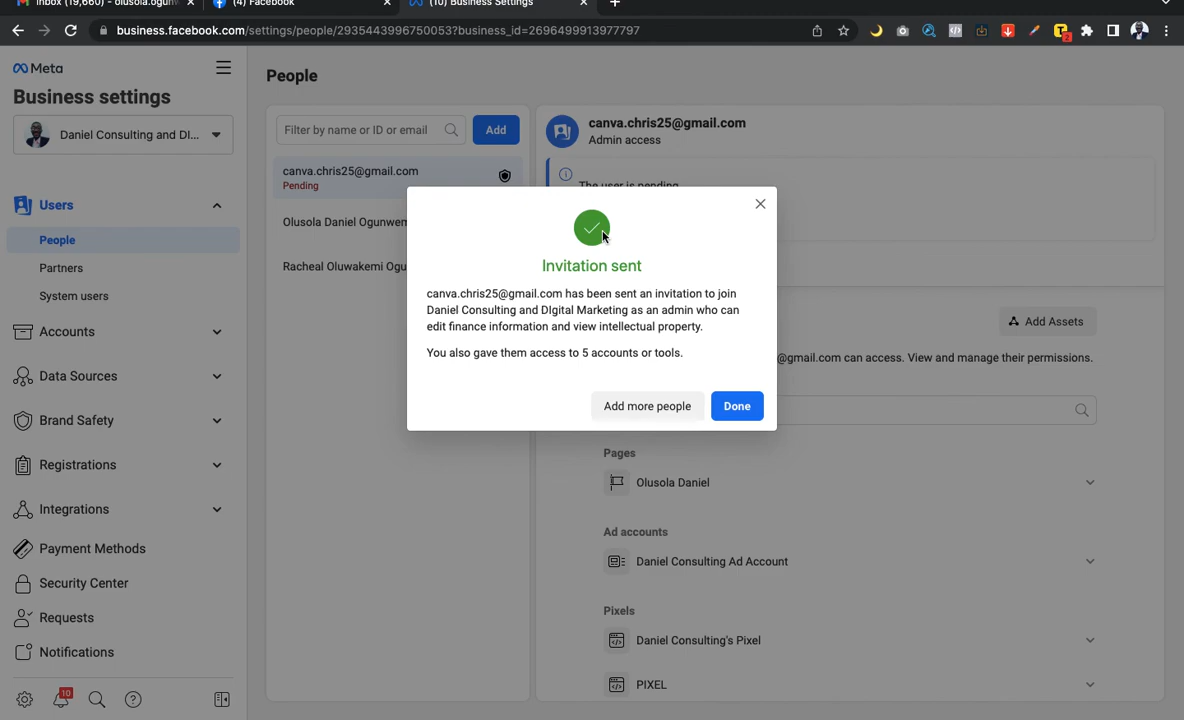 Inbox (19,660) - olusola.ogun
(4) Facebook
(10) Business Settings
business.facebook.com/settings/people/2935443996750053?business_id=2696499913977797
2
Meta
Business settings
Daniel Consulting and DI...
Users
People
Partners
System users
Accounts
Data Sources
Brand Safety
Registrations
Integrations
Payment Methods
Security Center
Requests
Notifications
10
People
Filter by name or ID or email
Add
canva.chris25@gmail.com
Pending
Olusola Daniel Ogunwem
Racheal Oluwakemi Ogu
canva.chris25@gmail.com
Admin access
The user is pending
Invitation sent
canva.chris25@gmail.com has been sent an invitation to join
Daniel Consulting and DIgital Marketing as an admin who can
edit finance information and view intellectual property.
You also gave them access to 5 accounts or tools.
Add more people
Done
Add Assets
@gmail.com can access. View and manage their permissions.
Pages
Olusola Daniel
Ad accounts
Daniel Consulting Ad Account
Pixels
Daniel Consulting's Pixel
PIXEL